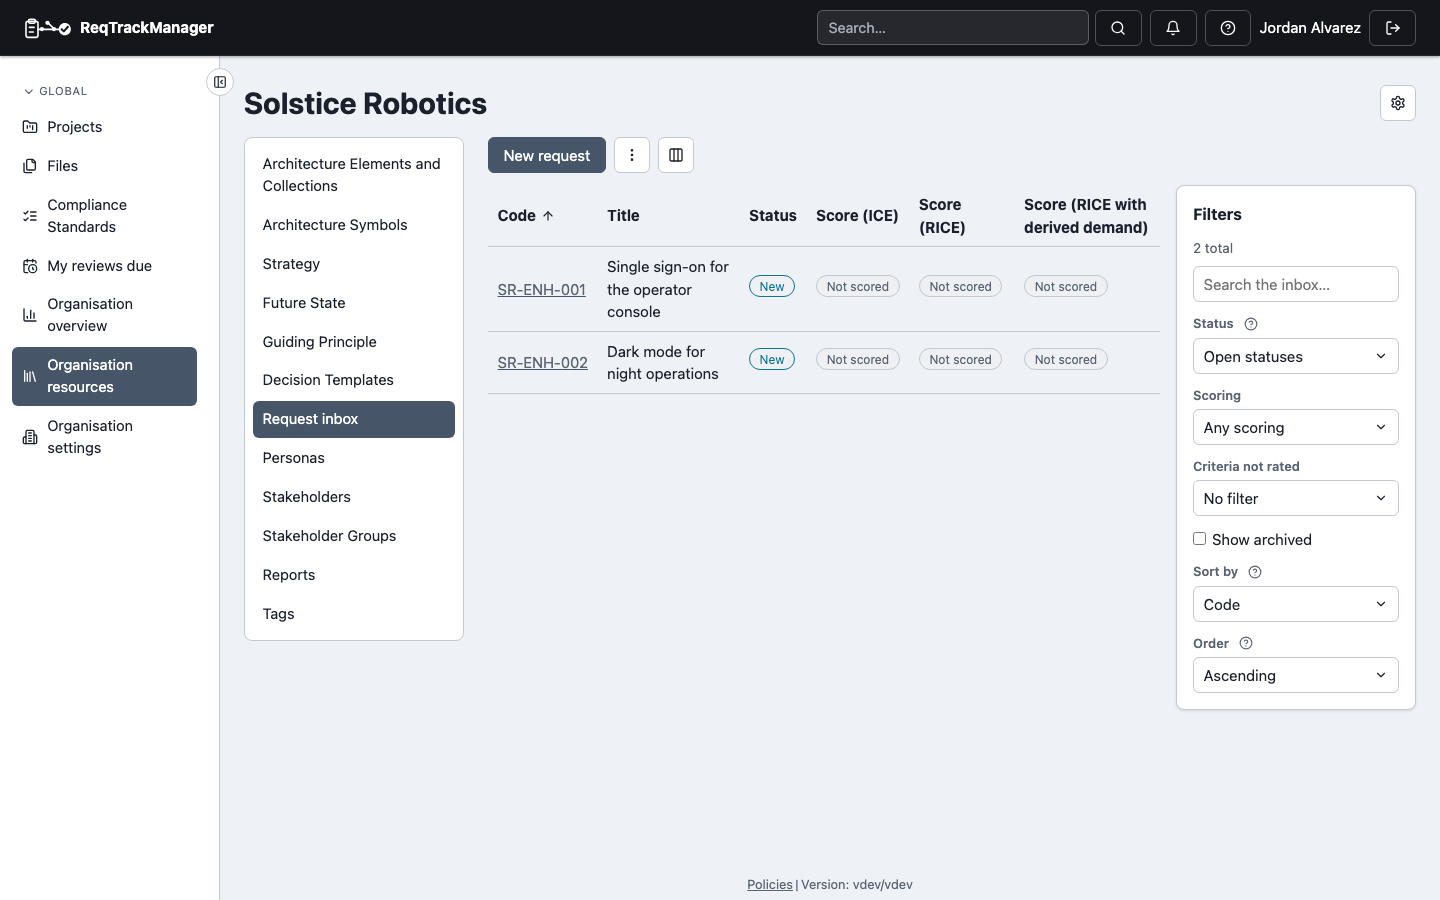 ReqTrackManager
Search...
Jordan Alvarez
GLOBAL
Projects
Files
Compliance
Standards
My reviews due
Organisation
overview
Organisation
resources
Organisation
settings
Solstice Robotics
Architecture Elements and
Collections
Architecture Symbols
Strategy
Future State
Guiding Principle
Decision Templates
Request inbox
Personas
Stakeholders
Stakeholder Groups
Reports
Tags
New request
Code
Title
Status
Score (ICE)
Score
(RICE)
Score (RICE with
derived demand)
SR-ENH-001
Single sign-on for
the operator
console
New
Not scored
Not scored
Not scored
SR-ENH-002
Dark mode for
night operations
New
Not scored
Not scored
Not scored
Filters
2 total
Search the inbox...
Status
Open statuses
Scoring
Any scoring
Criteria not rated
No filter
Show archived
Sort by
Code
Order
Ascending
Policies | Version: vdev/vdev